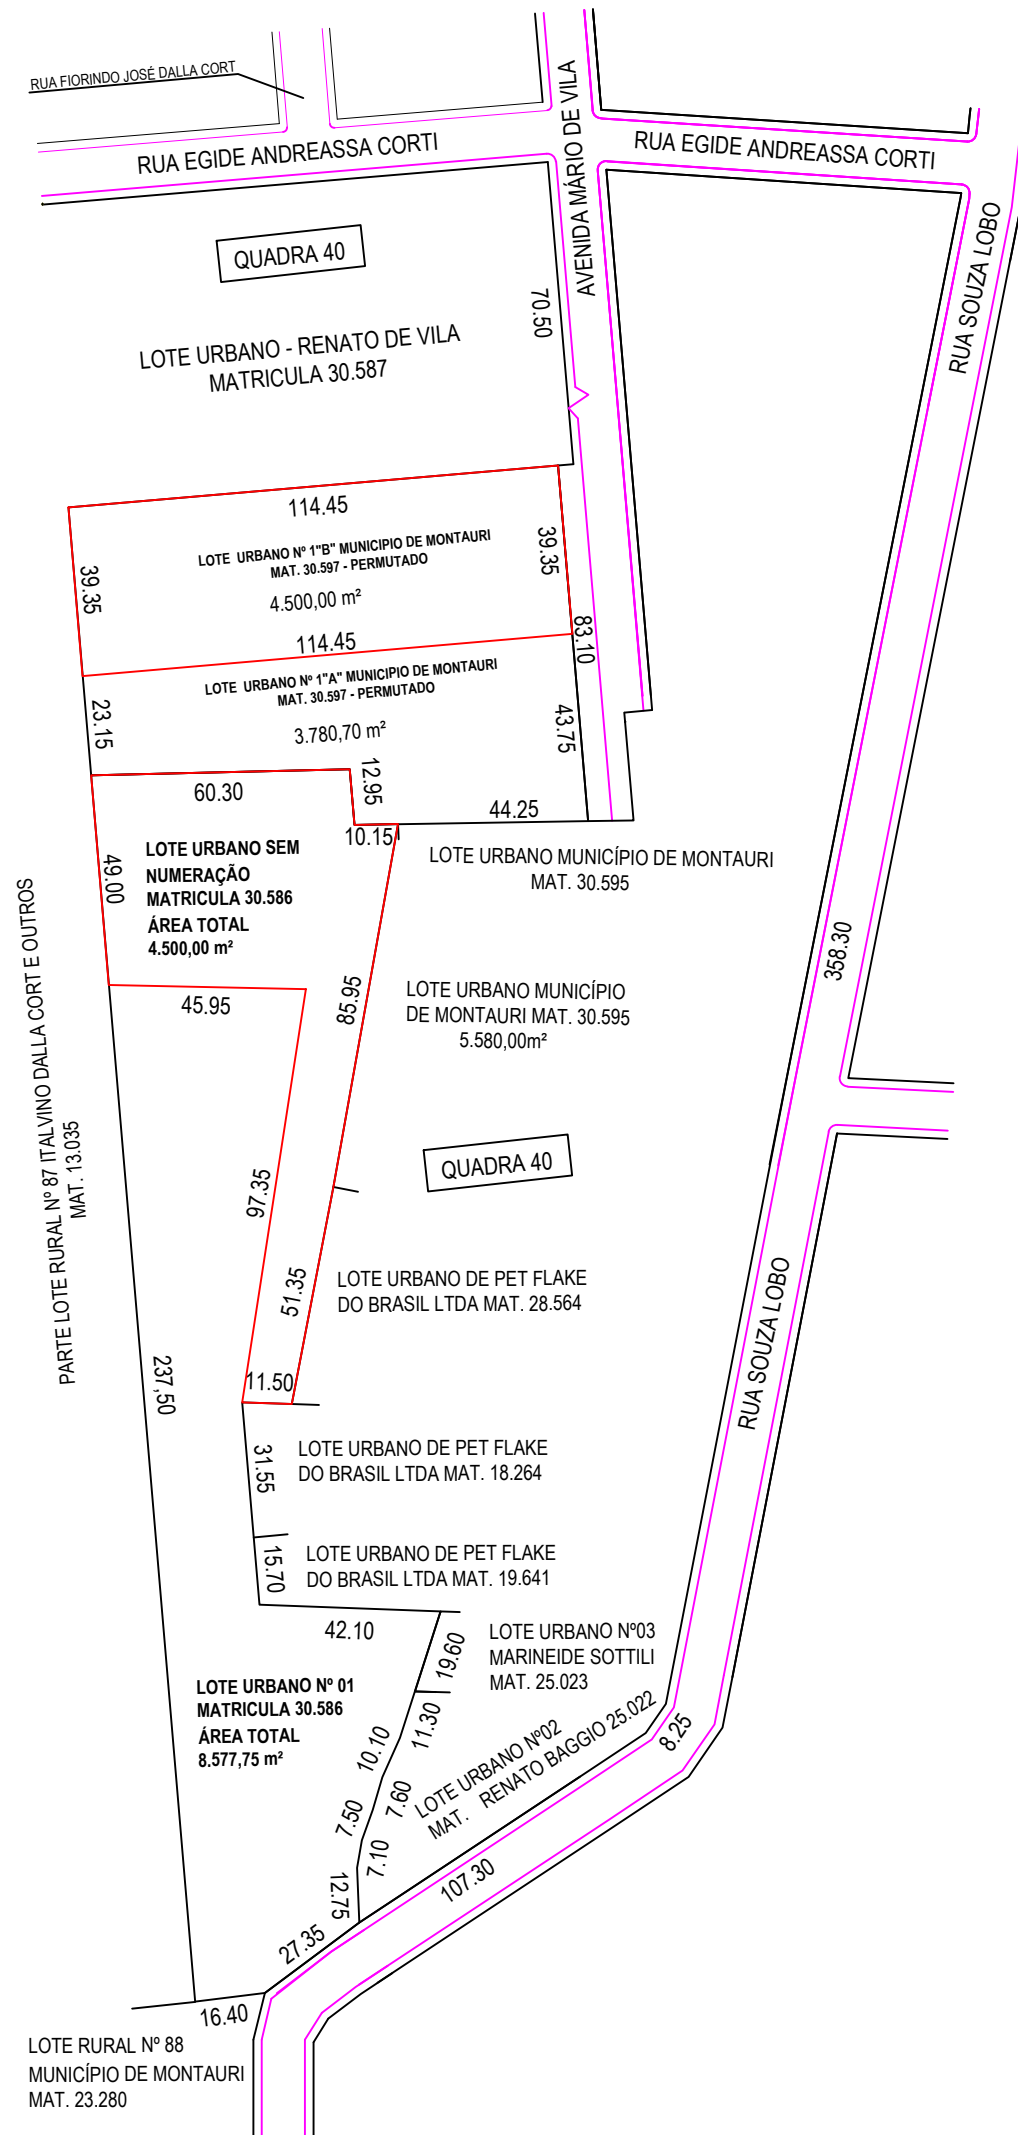 RUA FIORINDO JOSÉ DALLA CORT
RUA EGIDE ANDREASSA CORTI
AVENIDA MÁRIO DE VILA
RUA EGIDE ANDREASSA CORTI
RUA SOUZA LOBO
QUADRA 40
70.50
LOTE URBANO - RENATO DE VILA
MATRICULA 30.587
114.45
39.35
39.35
LOTE URBANO Nº 1"B" MUNICIPIO DE MONTAURI
MAT. 30.597 - PERMUTADO
4.500,00 m²
114.45
83.10
LOTE URBANO Nº 1"A" MUNICIPIO DE MONTAURI
MAT. 30.597 - PERMUTADO
3.780,70 m²
23.15
43.75
60.30
12.95
10.15
44.25
49.00
LOTE URBANO SEM
NUMERAÇÃO
MATRICULA 30.586
ÁREA TOTAL
4.500,00 m²
LOTE URBANO MUNICÍPIO DE MONTAURI
MAT. 30.595
358.30
45.95
85.95
LOTE URBANO MUNICÍPIO
DE MONTAURI MAT. 30.595
5.580,00m²
PARTE LOTE RURAL Nº 87 ITALVINO DALLA CORT E OUTROS
MAT. 13.035
QUADRA 40
97.35
51.35
LOTE URBANO DE PET FLAKE
DO BRASIL LTDA MAT. 28.564
RUA SOUZA LOBO
237,50
11.50
31.55
LOTE URBANO DE PET FLAKE
DO BRASIL LTDA MAT. 18.264
15.70
LOTE URBANO DE PET FLAKE
DO BRASIL LTDA MAT. 19.641
42.10
19.60
LOTE URBANO Nº03
MARINEIDE SOTTILI
MAT. 25.023
LOTE URBANO Nº 01
MATRICULA 30.586
ÁREA TOTAL
8.577,75 m²
10.10
11.30
LOTE URBANO Nº02
MAT. RENATO BAGGIO 25.022
8.25
7.50
7.60
7.10
12.75
107.30
27.35
16.40
LOTE RURAL Nº 88
MUNICÍPIO DE MONTAURI
MAT. 23.280